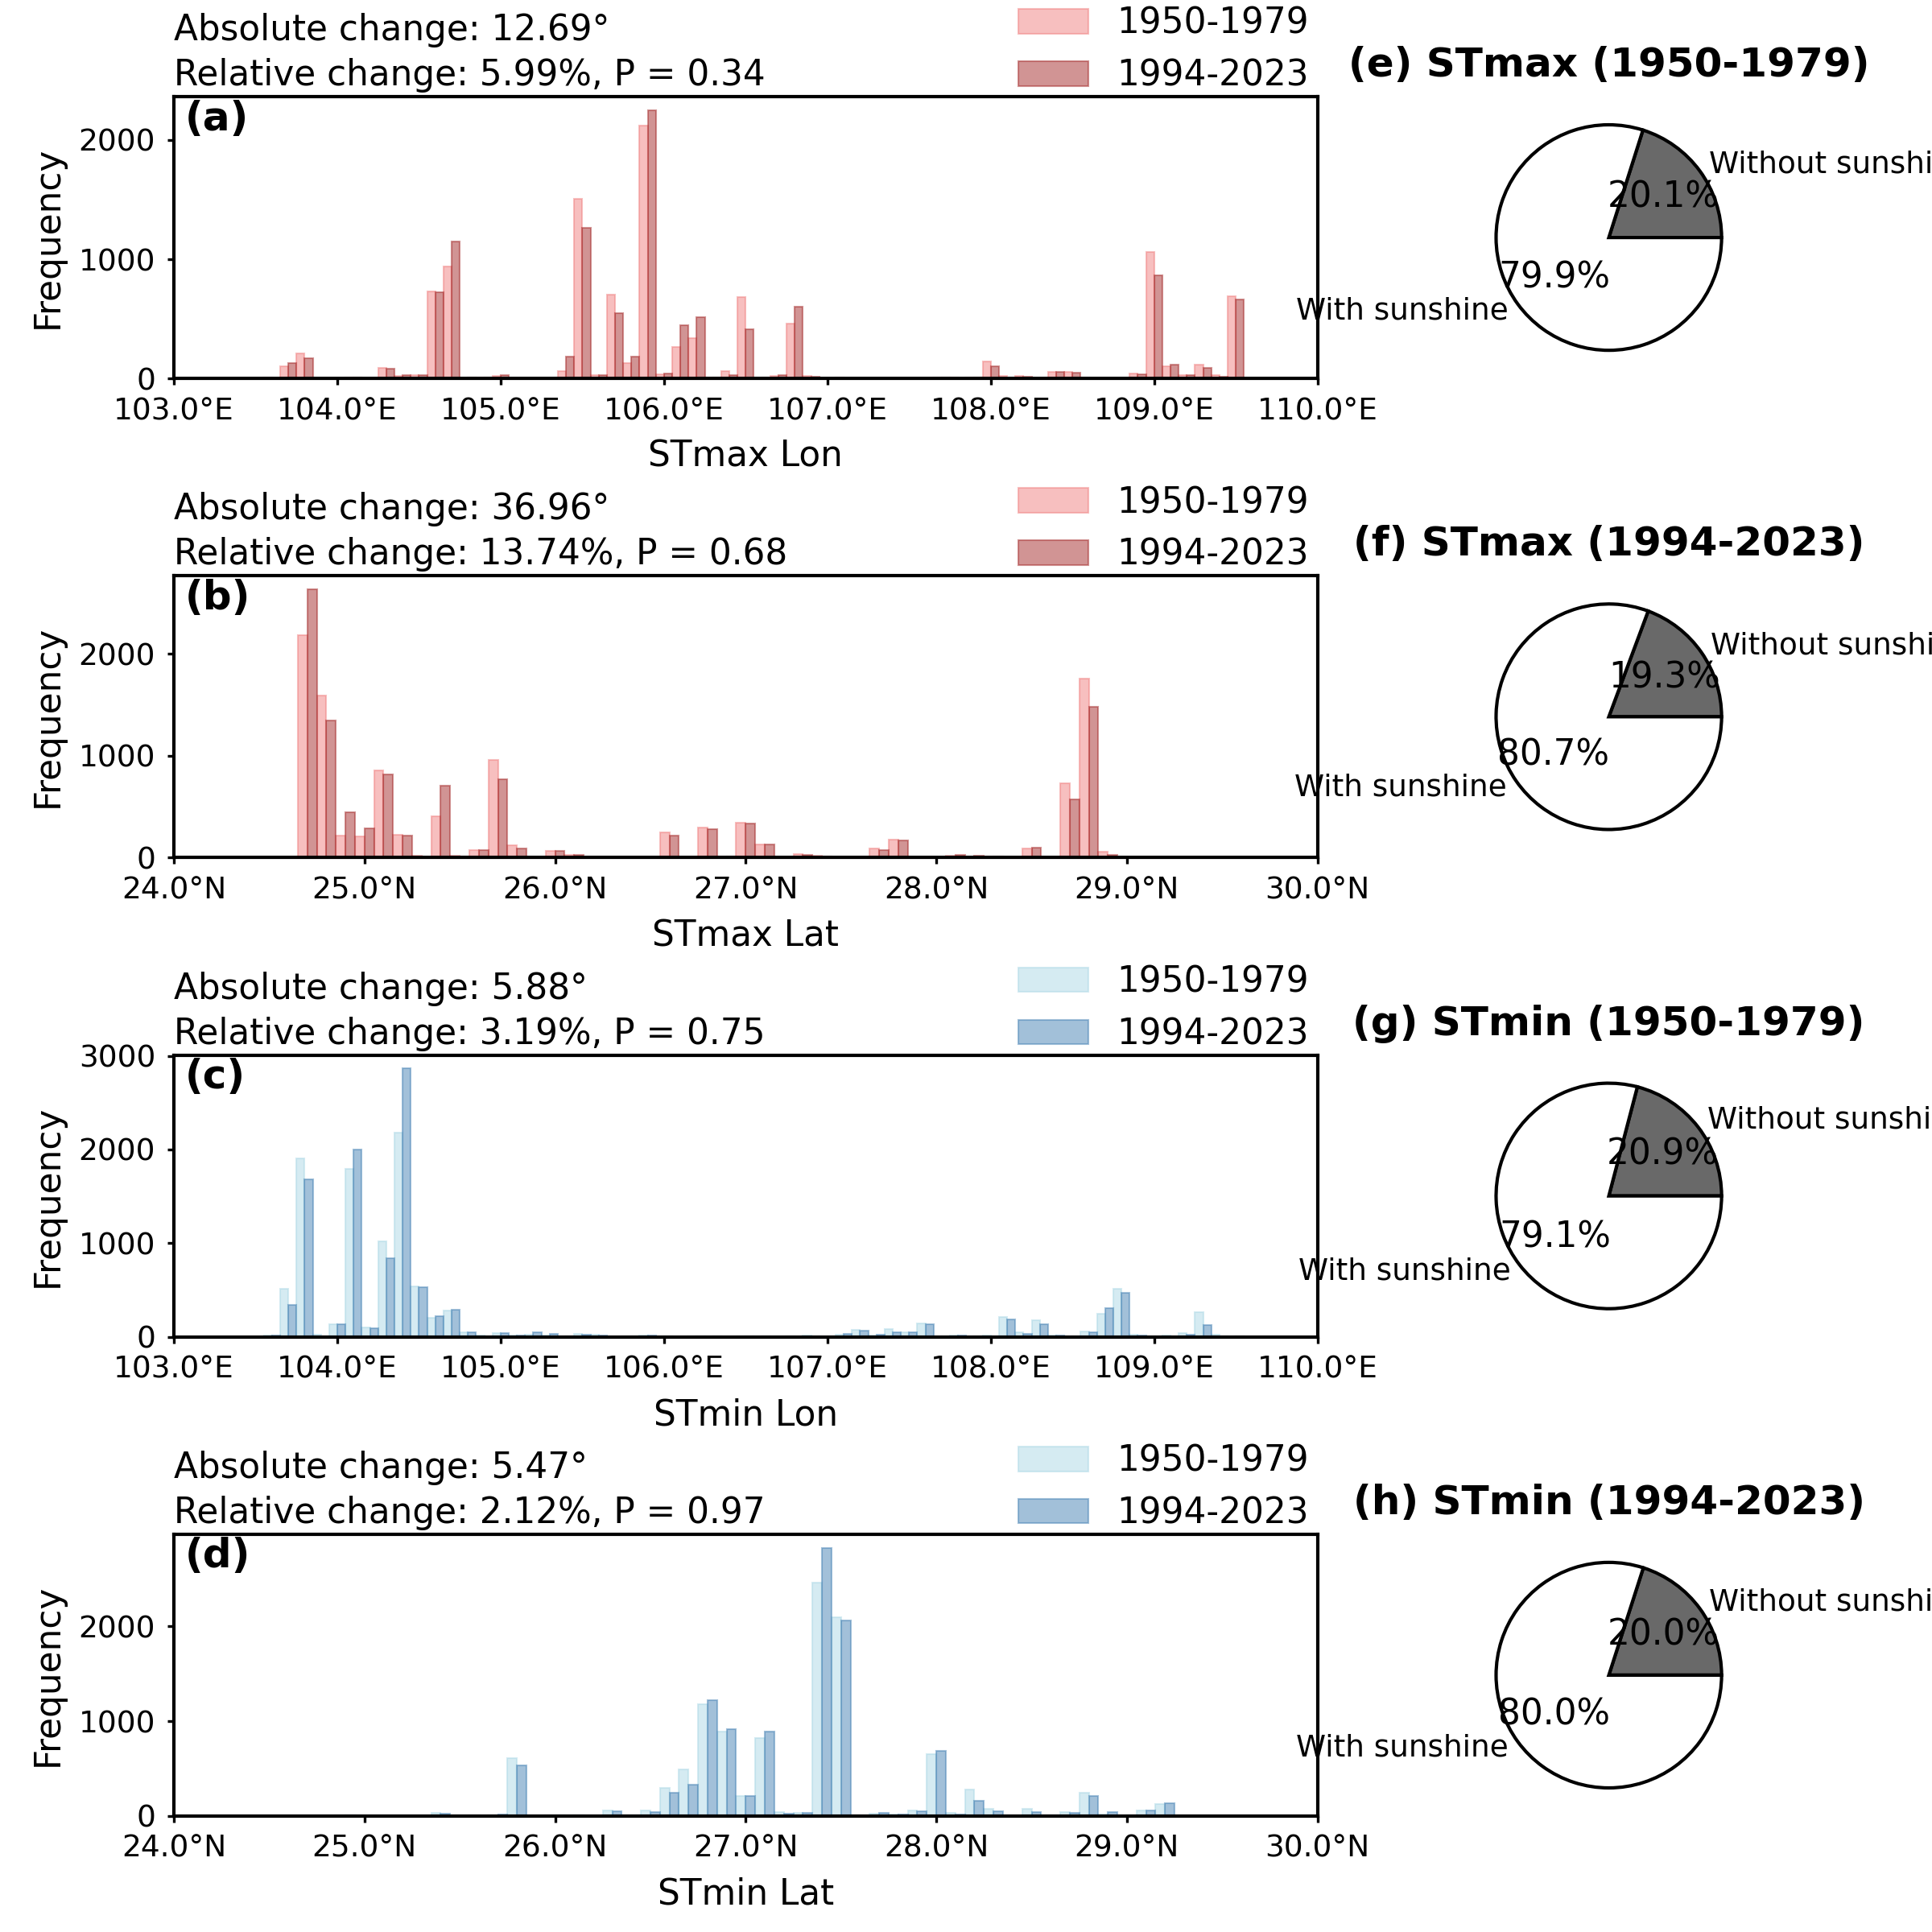 Absolute change: 12.69°
Relative change: 5.99%, P = 0.34
1950-1979
1994-2023
(a)
Frequency
2000
1000
0
103.0°E 104.0°E 105.0°E 106.0°E 107.0°E 108.0°E 109.0°E 110.0°E
STmax Lon
(e) STmax (1950-1979)
Without sunshi
20.1%
79.9%
With sunshine
Absolute change: 36.96°
Relative change: 13.74%, P = 0.68
1950-1979
1994-2023
(b)
Frequency
2000
1000
0
24.0°N 25.0°N 26.0°N 27.0°N 28.0°N 29.0°N 30.0°N
STmax Lat
(f) STmax (1994-2023)
Without sunshi
19.3%
80.7%
With sunshine
Absolute change: 5.88°
Relative change: 3.19%, P = 0.75
1950-1979
1994-2023
(c)
Frequency
3000
2000
1000
0
103.0°E 104.0°E 105.0°E 106.0°E 107.0°E 108.0°E 109.0°E 110.0°E
STmin Lon
(g) STmin (1950-1979)
Without sunshi
20.9%
79.1%
With sunshine
Absolute change: 5.47°
Relative change: 2.12%, P = 0.97
1950-1979
1994-2023
(d)
Frequency
2000
1000
0
24.0°N 25.0°N 26.0°N 27.0°N 28.0°N 29.0°N 30.0°N
STmin Lat
(h) STmin (1994-2023)
Without sunshi
20.0%
80.0%
With sunshine